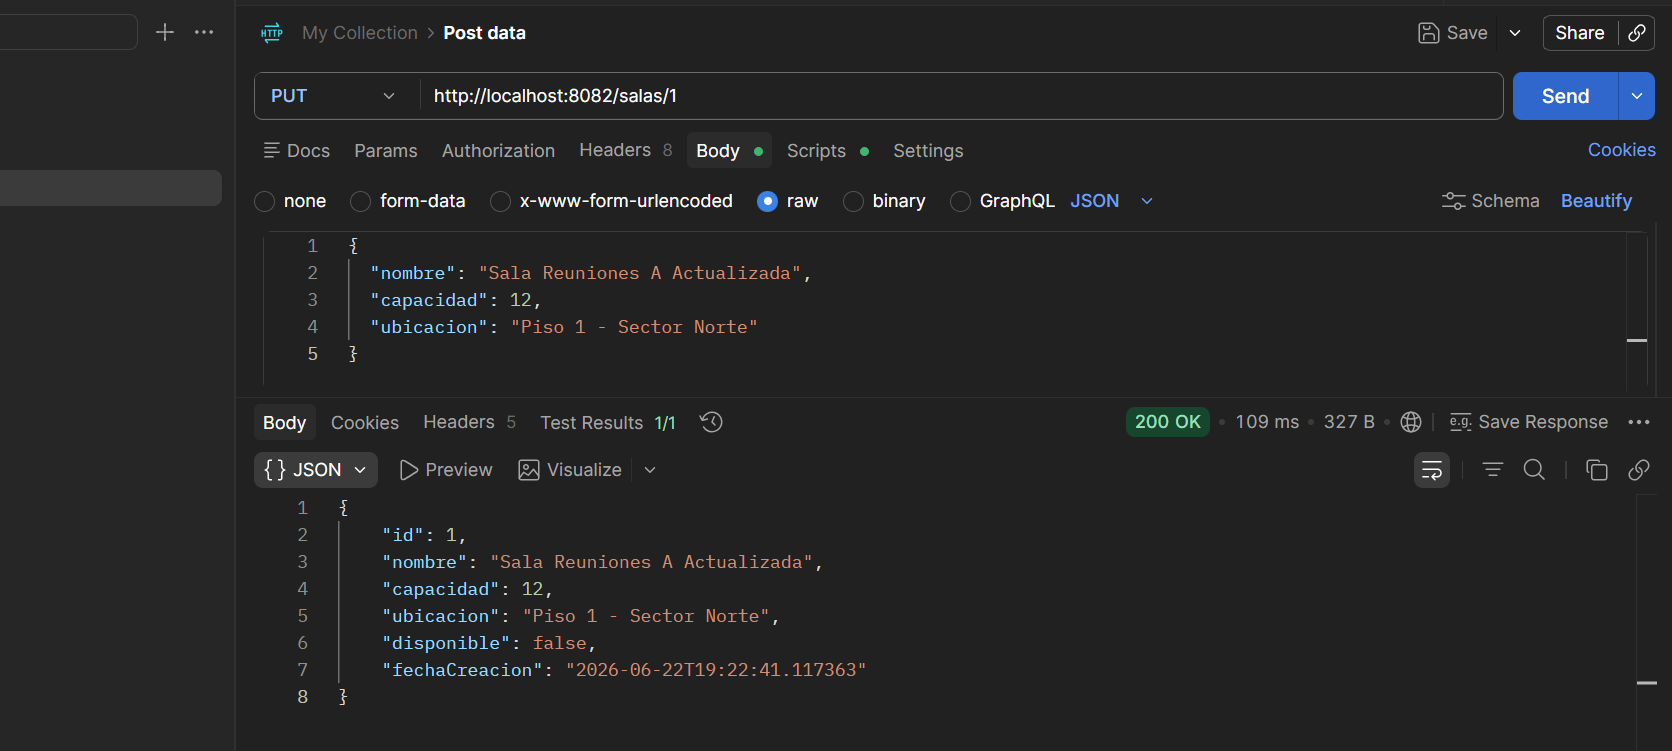 HTTP My Collection > Post data Save Share
PUT http://localhost:8082/salas/1 Send
Docs Params Authorization Headers 8 Body Scripts Settings Cookies
none form-data x-www-form-urlencoded raw binary GraphQL JSON Schema Beautify
1 {
2 "nombre": "Sala Reuniones A Actualizada",
3 "capacidad": 12,
4 "ubicacion": "Piso 1 - Sector Norte"
5 }
Body Cookies Headers 5 Test Results 1/1 200 OK • 109 ms • 327 B • e.g. Save Response
{} JSON Preview Visualize
1 {
2 "id": 1,
3 "nombre": "Sala Reuniones A Actualizada",
4 "capacidad": 12,
5 "ubicacion": "Piso 1 - Sector Norte",
6 "disponible": false,
7 "fechaCreacion": "2026-06-22T19:22:41.117363"
8 }